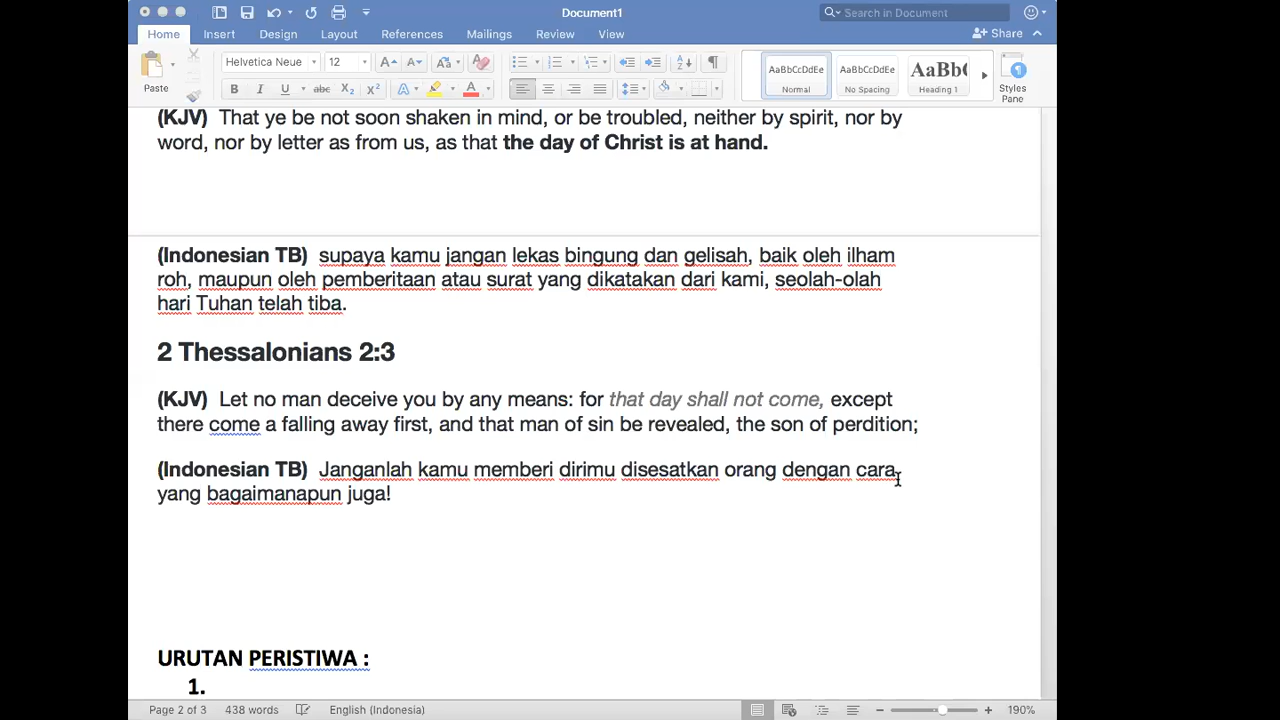 Document1
Search in Document
Home Insert Design Layout References Mailings Review View
Share
Paste
Helvetica Neue 12
AaBbCcDdEe AaBbCcDdEe AaBb(
Normal No Spacing Heading 1
Styles
Pane
(KJV) That ye be not soon shaken in mind, or be troubled, neither by spirit, nor by
word, nor by letter as from us, as that the day of Christ is at hand.
(Indonesian TB) supaya kamu jangan lekas bingung dan gelisah, baik oleh ilham
roh, maupun oleh pemberitaan atau surat yang dikatakan dari kami, seolah-olah
hari Tuhan telah tiba.
2 Thessalonians 2:3
(KJV) Let no man deceive you by any means: for that day shall not come, except
there come a falling away first, and that man of sin be revealed, the son of perdition;
(Indonesian TB) Janganlah kamu memberi dirimu disesatkan orang dengan cara
yang bagaimanapun juga!
URUTAN PERISTIWA :
1.
Page 2 of 3 438 words English (Indonesia) 190%